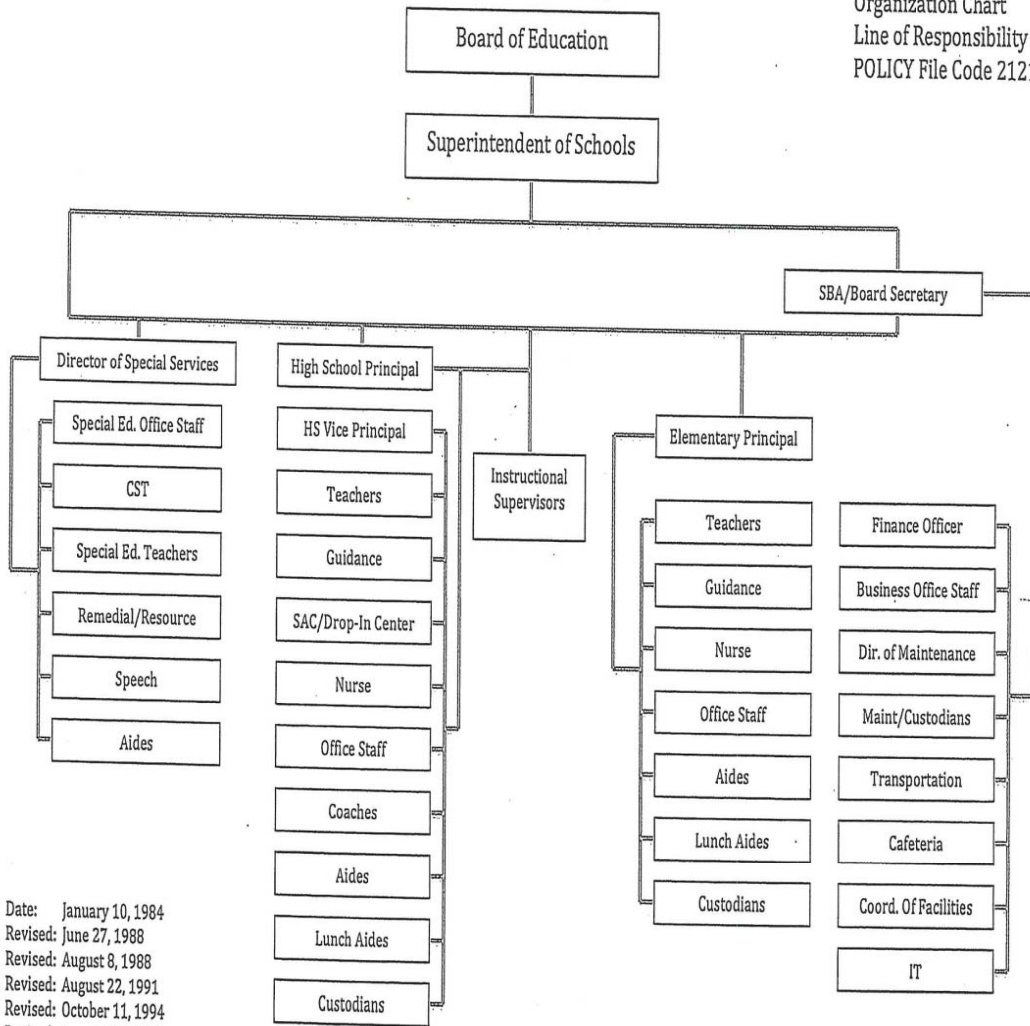 Organization Chart
Line of Responsibility
POLICY File Code 2121
Board of Education
Superintendent of Schools
SBA/Board Secretary
Director of Special Services
Special Ed. Office Staff
CST
Special Ed. Teachers
Remedial/Resource
Speech
Aides
High School Principal
HS Vice Principal
Teachers
Guidance
SAC/Drop-In Center
Nurse
Office Staff
Coaches
Aides
Lunch Aides
Custodians
Instructional
Supervisors
Elementary Principal
Teachers
Guidance
Nurse
Office Staff
Aides
Lunch Aides
Custodians
Finance Officer
Business Office Staff
Dir. of Maintenance
Maint/Custodians
Transportation
Cafeteria
Coord. Of Facilities
IT
Date: January 10, 1984
Revised: June 27, 1988
Revised: August 8, 1988
Revised: August 22, 1991
Revised: October 11, 1994